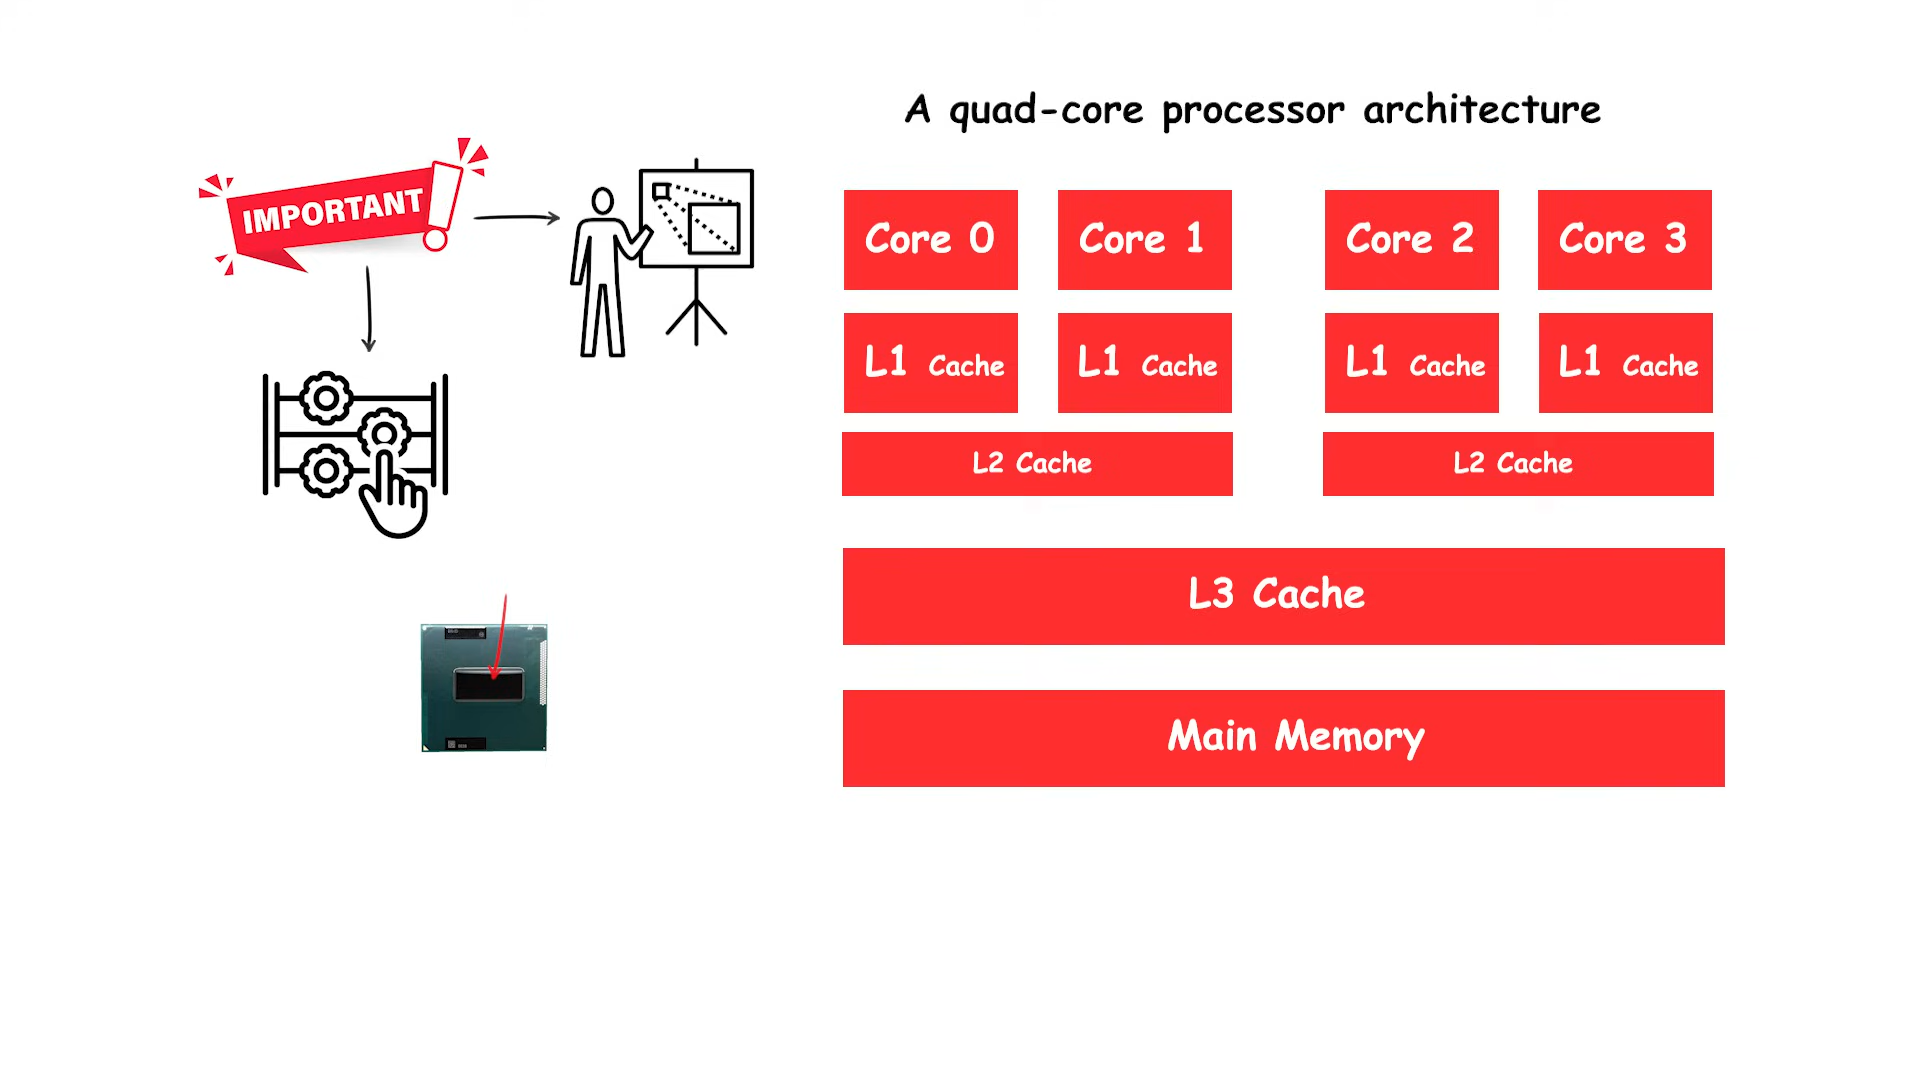 A quad-core processor architecture
IMPORTANT!
Core 0
Core 1
Core 2
Core 3
L1 Cache
L1 Cache
L1 Cache
L1 Cache
L2 Cache
L2 Cache
L3 Cache
Main Memory